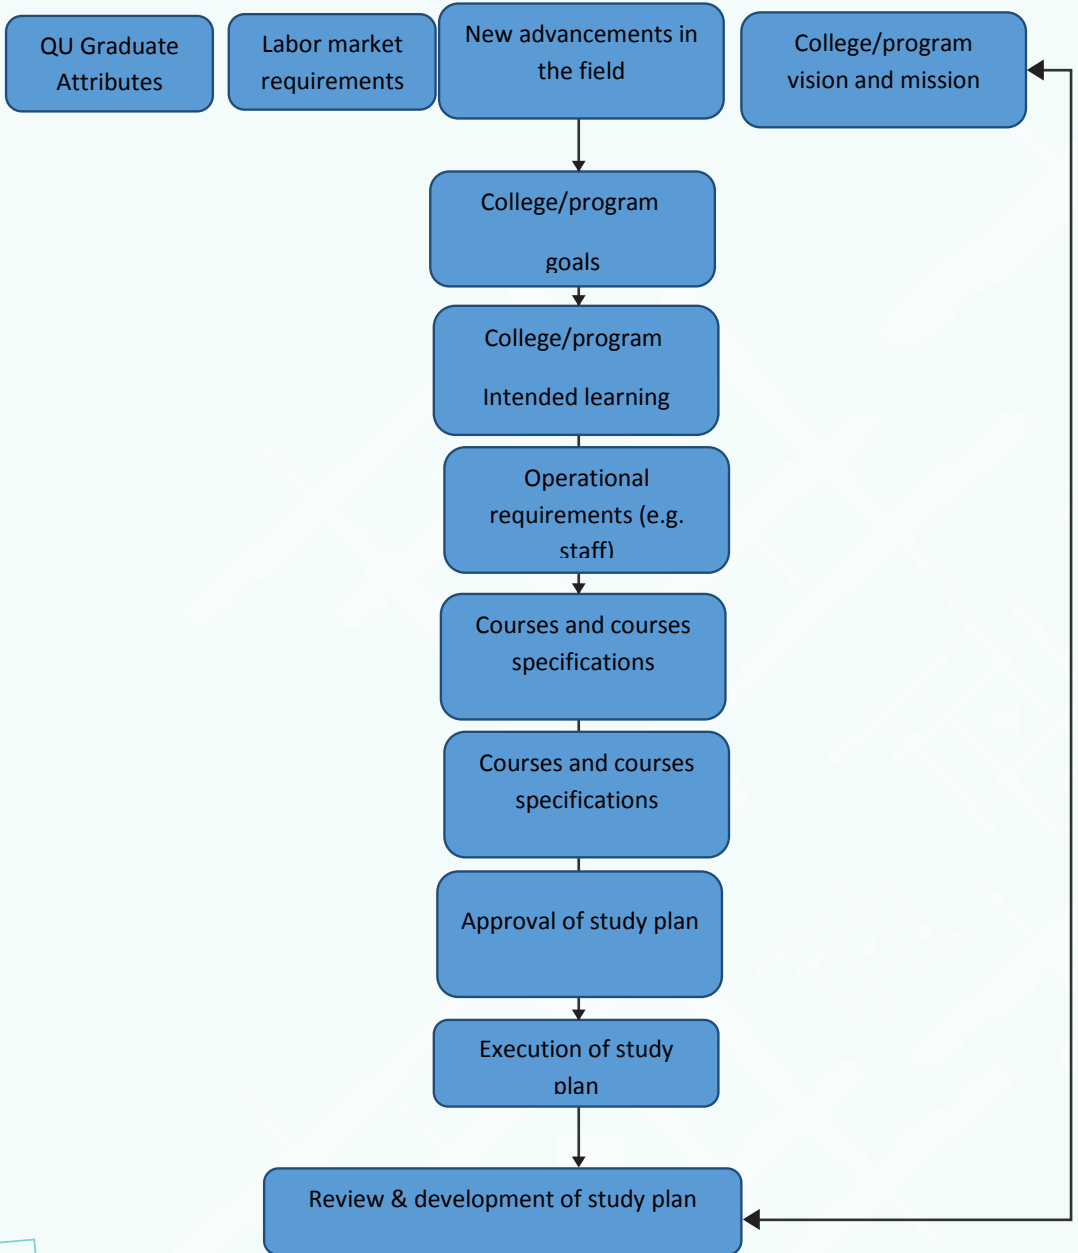 QU Graduate
Attributes
Labor market
requirements
New advancements in
the field
College/program
vision and mission
College/program
goals
College/program
Intended learning
Operational
requirements (e.g.
staff)
Courses and courses
specifications
Courses and courses
specifications
Approval of study plan
Execution of study
plan
Review & development of study plan